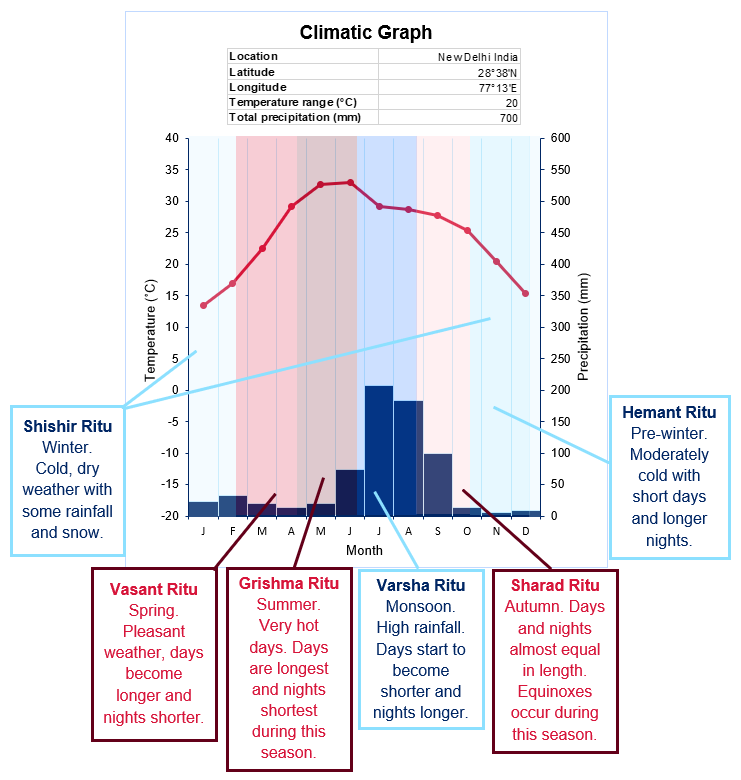 Climatic Graph
Location New Delhi India
Latitude 28°38'N
Longitude 77°13'E
Temperature range (°C) 20
Total precipitation (mm) 700
40
35
30
25
20
15
10
5
0
-5
-10
-15
-20
Temperature (°C)
600
550
500
450
400
350
300
250
200
150
100
50
0
Precipitation (mm)
J F M A M J J A S O N D
Month
Shishir Ritu
Winter.
Cold, dry
weather with
some rainfall
and snow.
Hemant Ritu
Pre-winter.
Moderately
cold with
short days
and longer
nights.
Vasant Ritu
Spring.
Pleasant
weather, days
become
longer and
nights shorter.
Grishma Ritu
Summer.
Very hot
days. Days
are longest
and nights
shortest
during this
season.
Varsha Ritu
Monsoon.
High rainfall.
Days start to
become
shorter and
nights longer.
Sharad Ritu
Autumn. Days
and nights
almost equal
in length.
Equinoxes
occur during
this season.